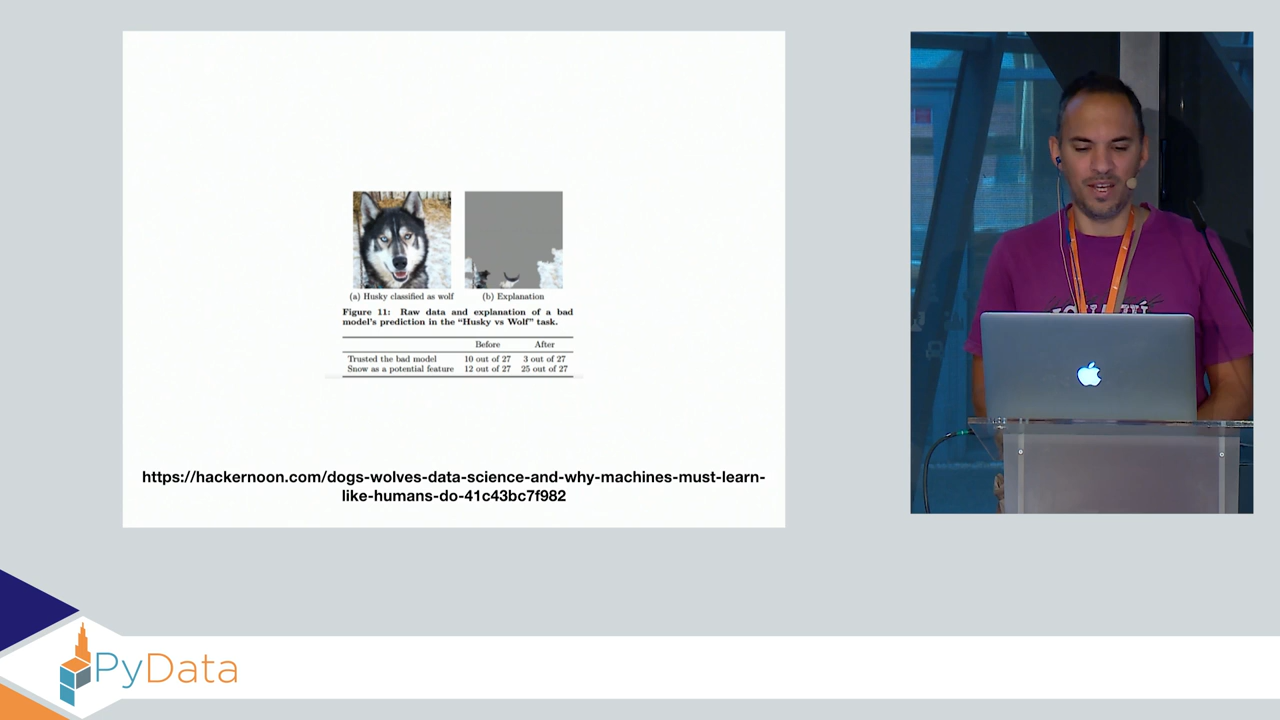 (a) Husky classified as wolf
(b) Explanation
Figure 11: Raw data and explanation of a bad
model's prediction in the "Husky vs Wolf" task.
Before After
Trusted the bad model 10 out of 27 3 out of 27
Snow as a potential feature 12 out of 27 25 out of 27
https://hackernoon.com/dogs-wolves-data-science-and-why-machines-must-learn-
like-humans-do-41c43bc7f982
PyData